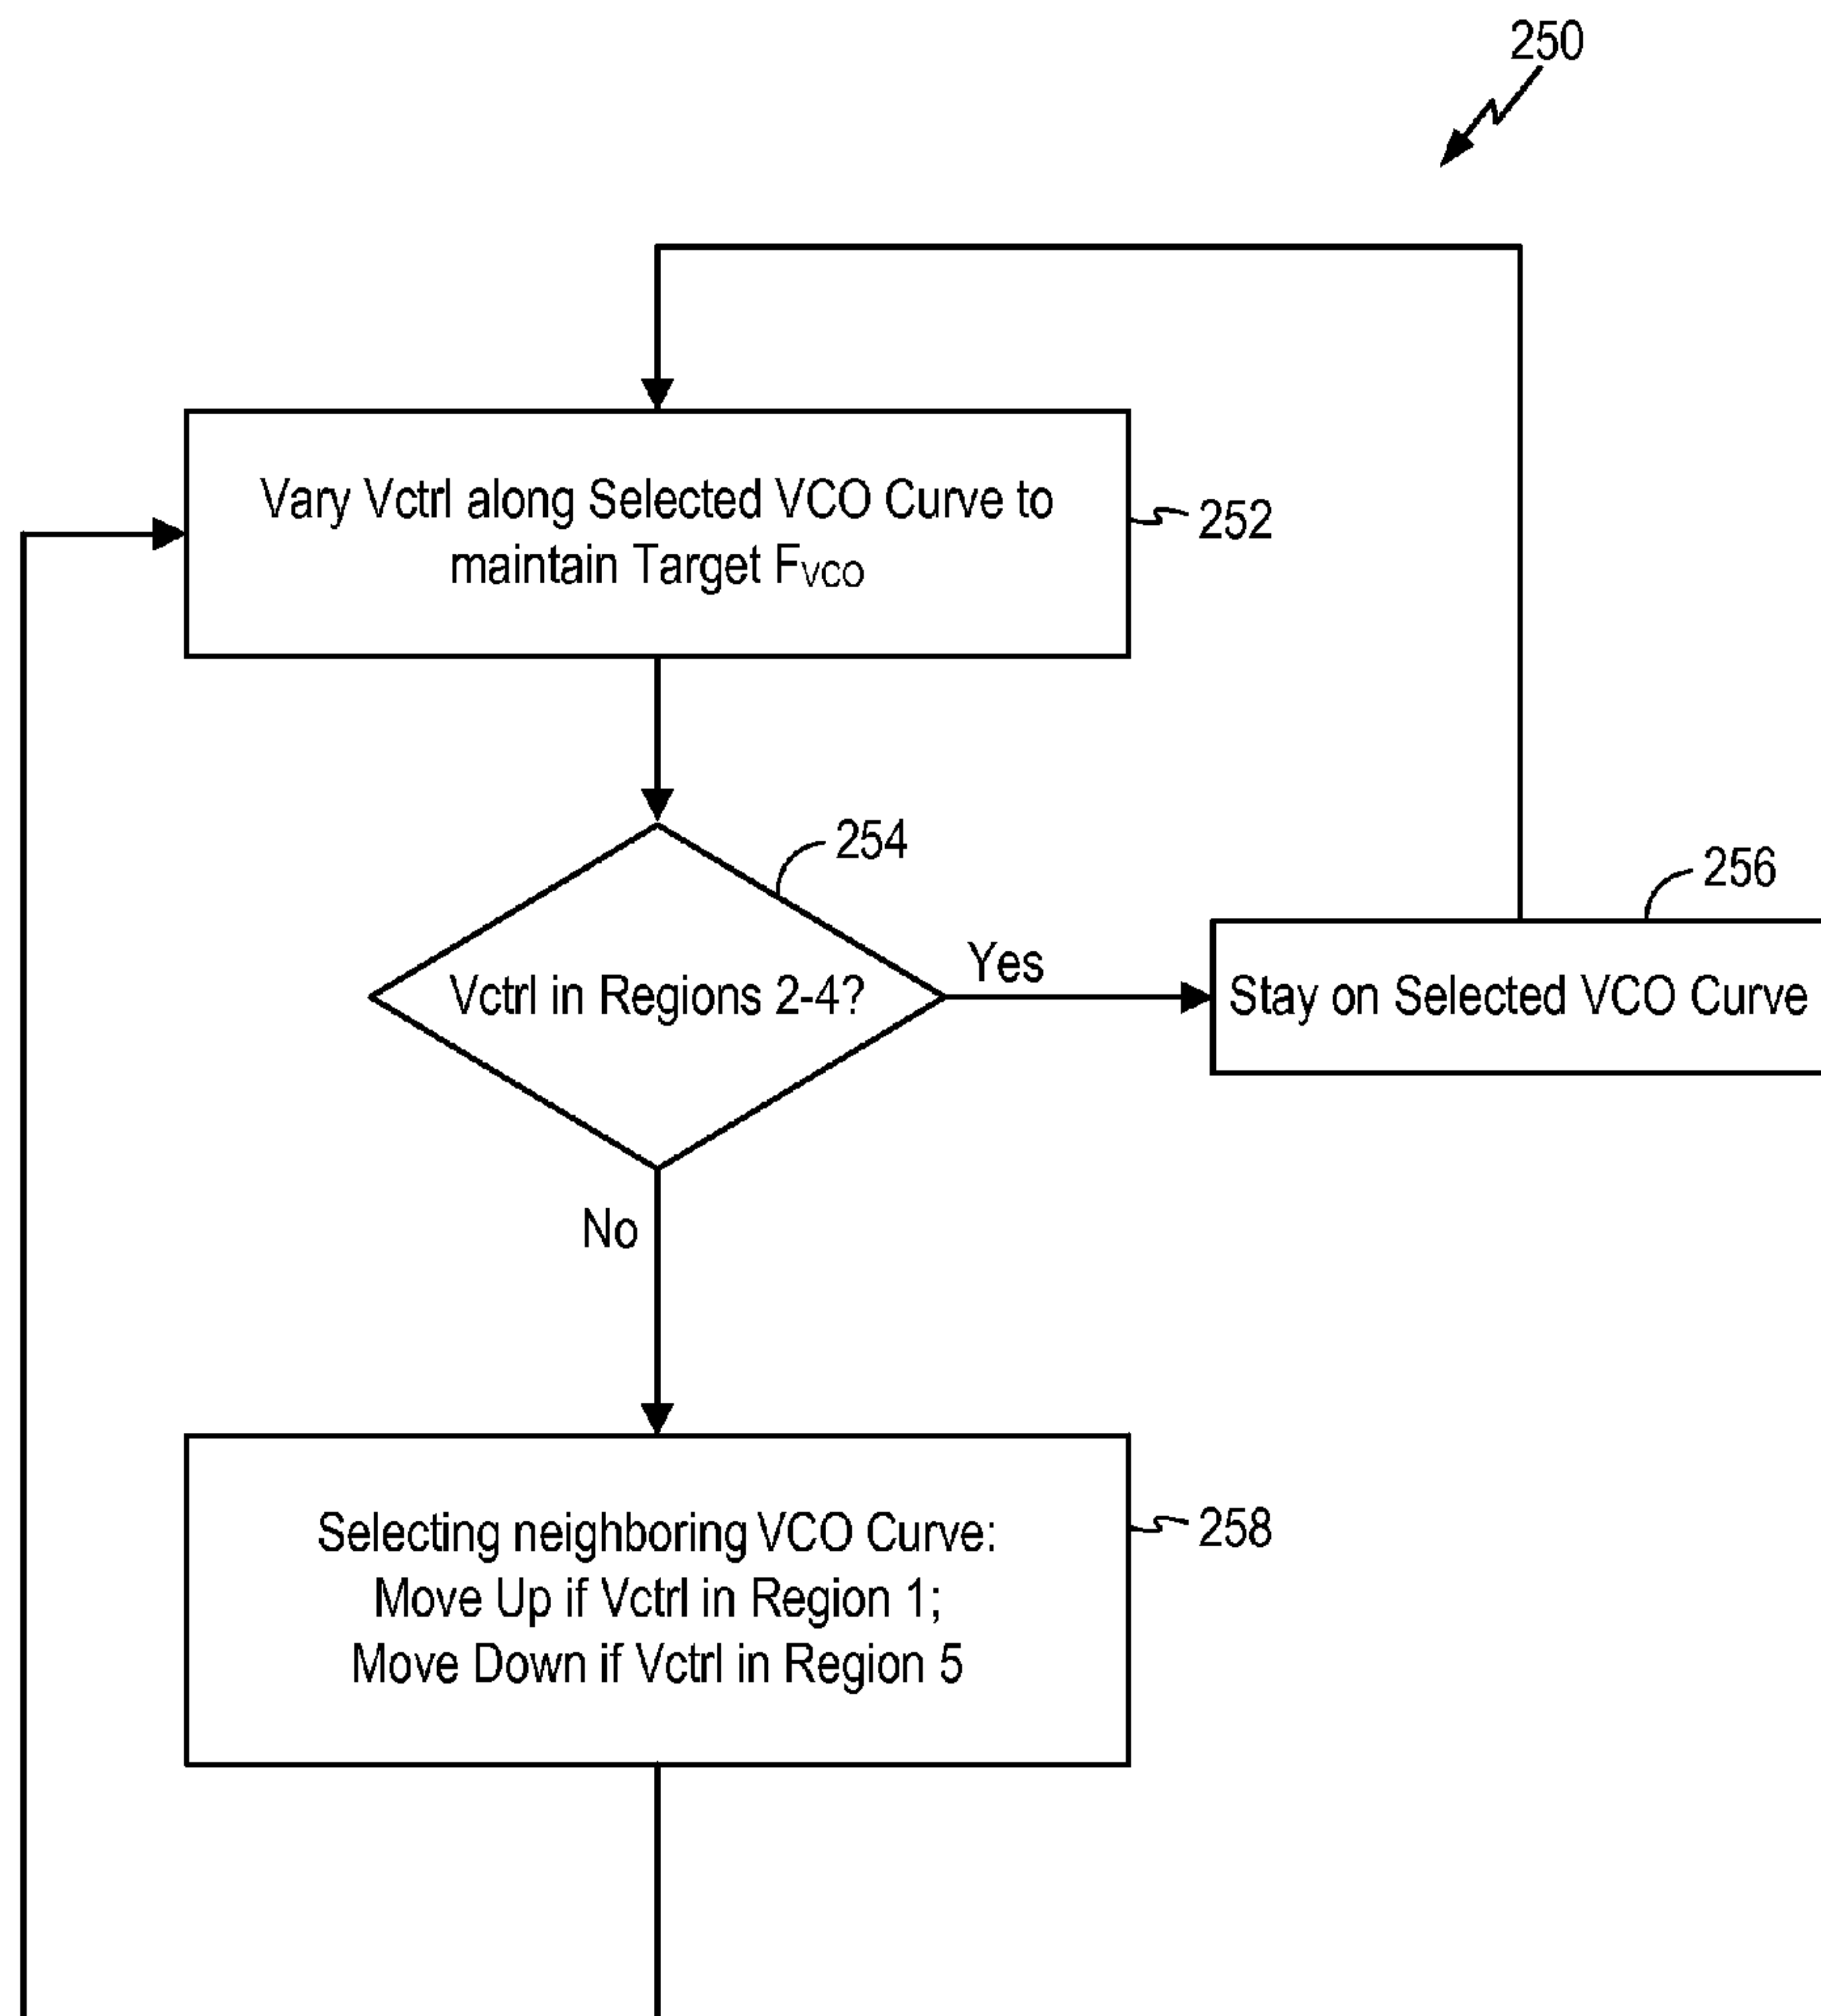 250
Vary Vctrl along Selected VCO Curve to
maintain Target FVCO
252
254
Vctrl in Regions 2-4?
Yes
256
Stay on Selected VCO Curve
No
Selecting neighboring VCO Curve:
Move Up if Vctrl in Region 1;
Move Down if Vctrl in Region 5
258